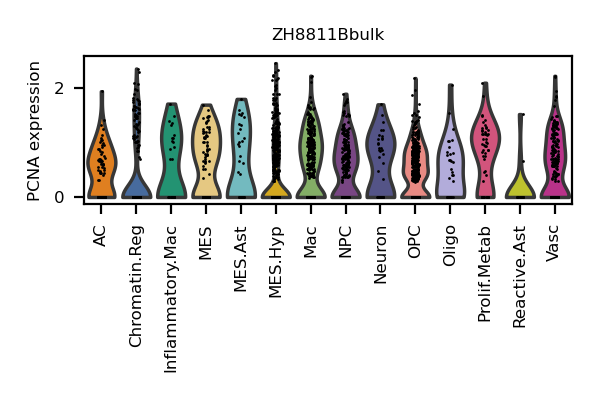 ZH8811Bbulk
PCNA expression
2
0
AC
Chromatin.Reg
Inflammatory.Mac
MES
MES.Ast
MES.Hyp
Mac
NPC
Neuron
OPC
Oligo
Prolif.Metab
Reactive.Ast
Vasc